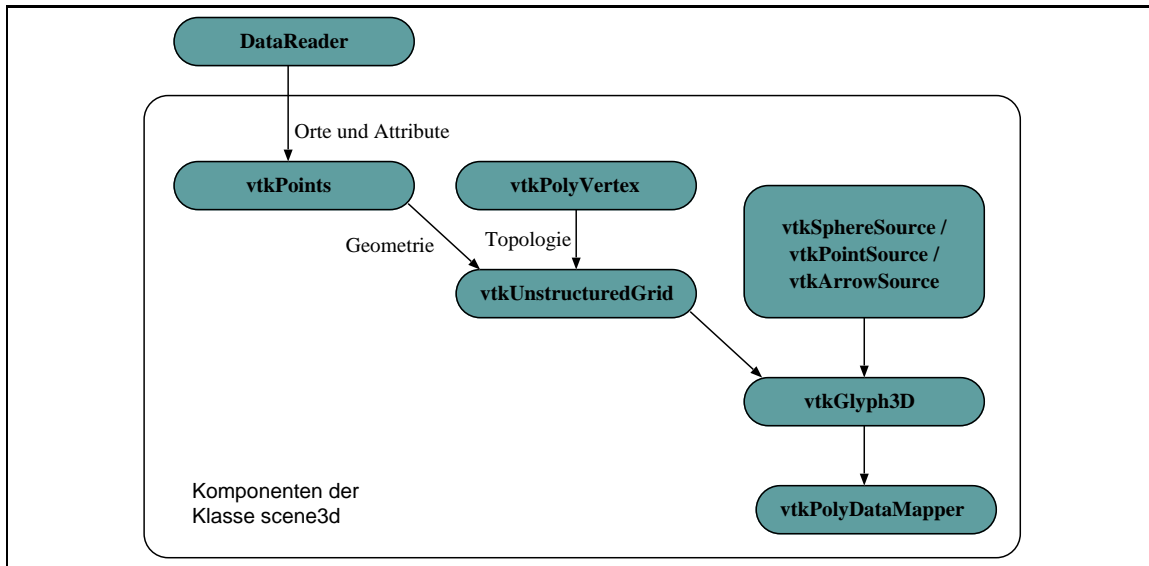 DataReader
Orte und Attribute
vtkPoints
vtkPolyVertex
vtkSphereSource /
vtkPointSource /
vtkArrowSource
Geometrie
Topologie
vtkUnstructuredGrid
vtkGlyph3D
vtkPolyDataMapper
Komponenten der
Klasse scene3d